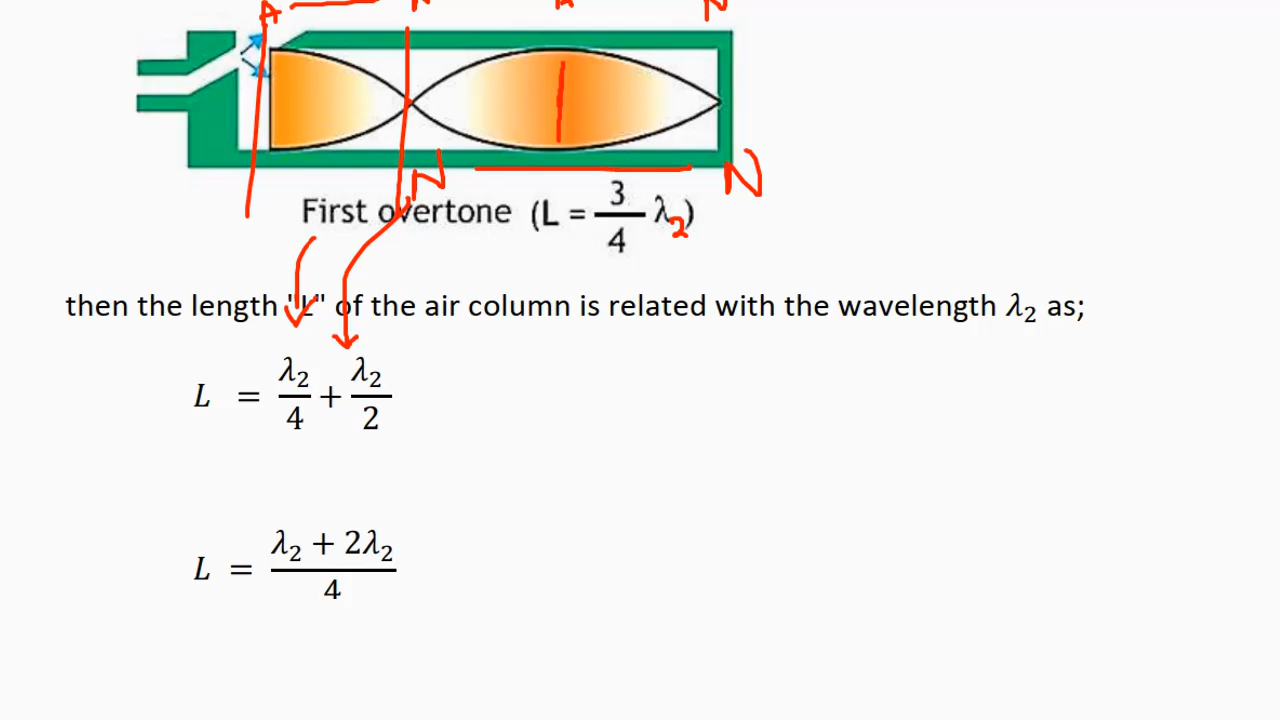 A N A N
N N
First overtone (L = 3/4 λ₂)
then the length "L" of the air column is related with the wavelength λ₂ as;
L = λ₂/4 + λ₂/2
L = (λ₂ + 2λ₂)/4